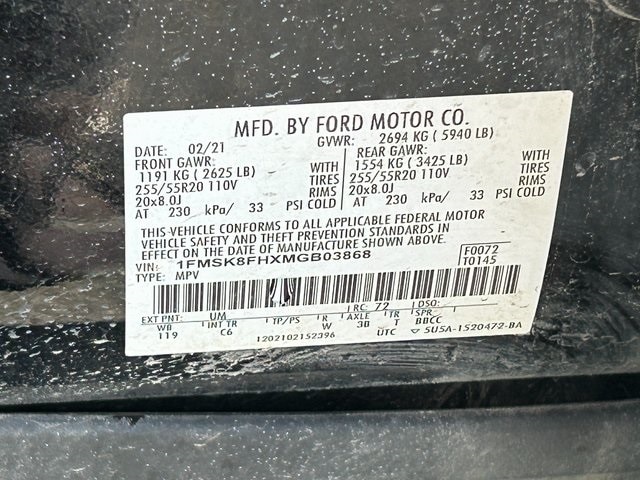 MFD. BY FORD MOTOR CO.
DATE: 02/21 GVWR: 2694 KG ( 5940 LB)
FRONT GAWR: REAR GAWR:
1191 KG ( 2625 LB) WITH 1554 KG ( 3425 LB) WITH
255/55R20 110V TIRES 255/55R20 110V TIRES
20x8.0J RIMS 20x8.0J RIMS
AT 230 kPa/ 33 PSI COLD AT 230 kPa/ 33 PSI COLD
THIS VEHICLE CONFORMS TO ALL APPLICABLE FEDERAL MOTOR
VEHICLE SAFETY AND THEFT PREVENTION STANDARDS IN
EFFECT ON THE DATE OF MANUFACTURE SHOWN ABOVE.
VIN: 1FMSK8FHXMGB03868 F0072
TYPE: MPV T0145
EXT PNT: UM RC: 72 DSO:
WB INT TR TP/PS R AXLE TR SPR
119 C6 W 3B T BBCC
1202102152396 UTC ▽ 5U5A-1520472-BA